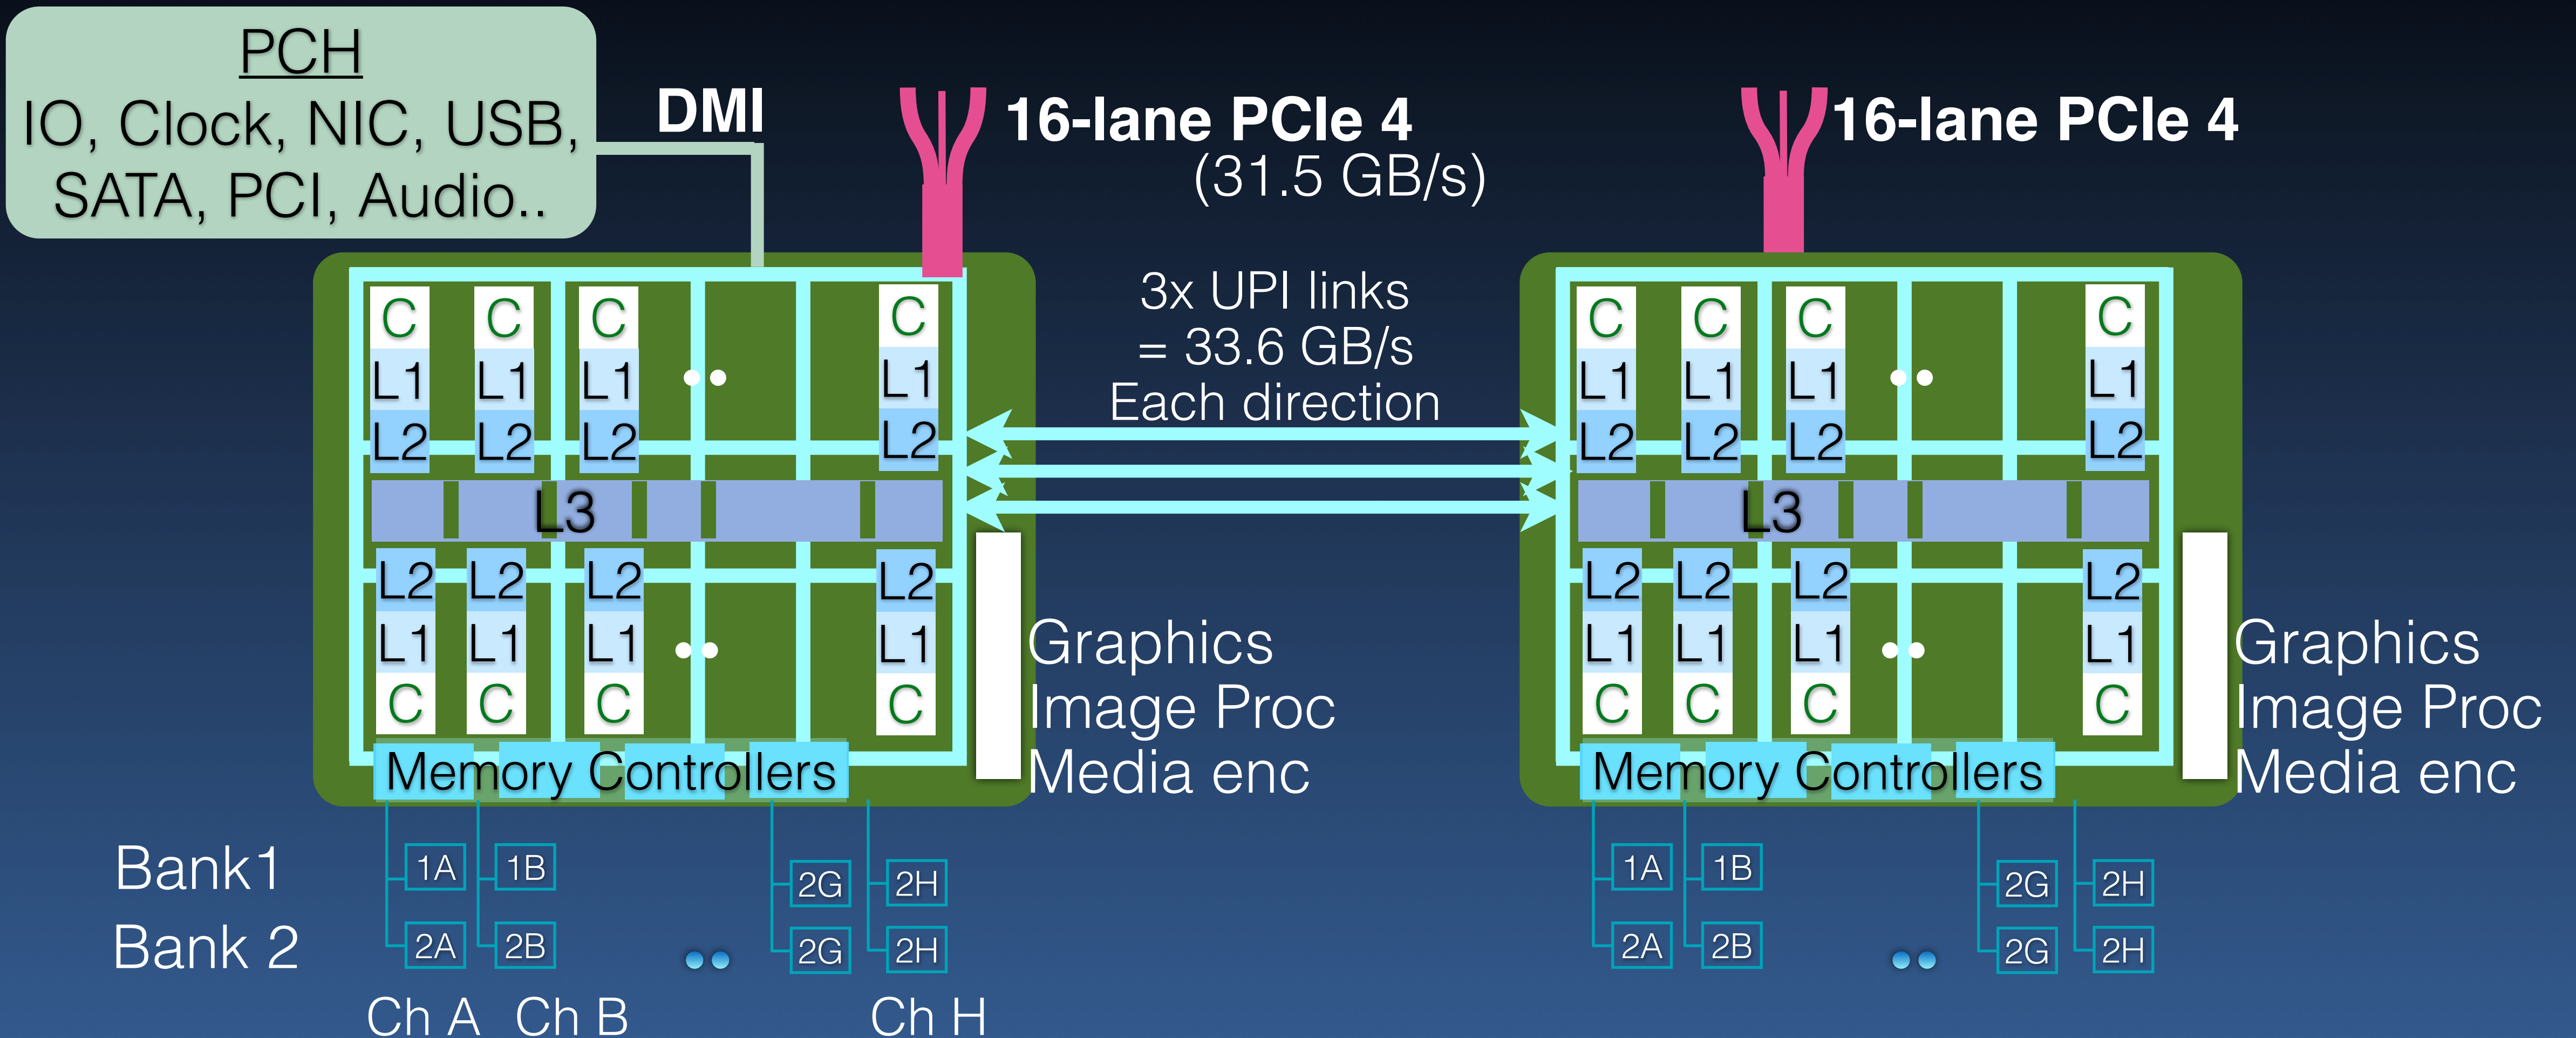 PCH
IO, Clock, NIC, USB,
SATA, PCI, Audio..
DMI
16-lane PCIe 4
(31.5 GB/s)
16-lane PCIe 4
3x UPI links
= 33.6 GB/s
Each direction
C C C C
L1 L1 L1 L1
L2 L2 L2 L2
L3
L2 L2 L2 L2
L1 L1 L1 L1
C C C C
Memory Controllers
Graphics
Image Proc
Media enc
C C C C
L1 L1 L1 L1
L2 L2 L2 L2
L3
L2 L2 L2 L2
L1 L1 L1 L1
C C C C
Memory Controllers
Graphics
Image Proc
Media enc
Bank1
1A 1B 2G 2H
Bank 2
2A 2B 2G 2H
Ch A Ch B Ch H
1A 1B 2G 2H
2A 2B 2G 2H